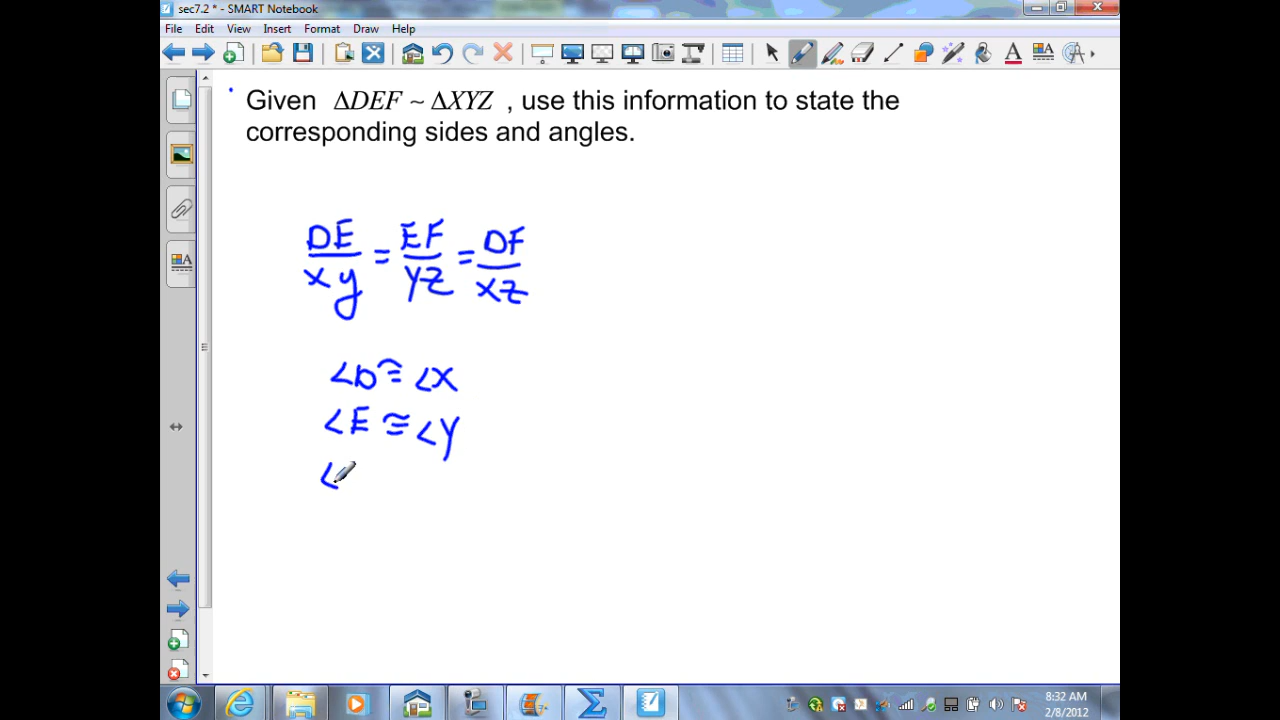 sec7.2 * - SMART Notebook
File Edit View Insert Format Draw Help
Given ΔDEF ~ ΔXYZ , use this information to state the
corresponding sides and angles.
DE/xy = EF/YZ = DF/XZ
∠D ≅ ∠X
∠E ≅ ∠Y
∠
8:32 AM
2/8/2012